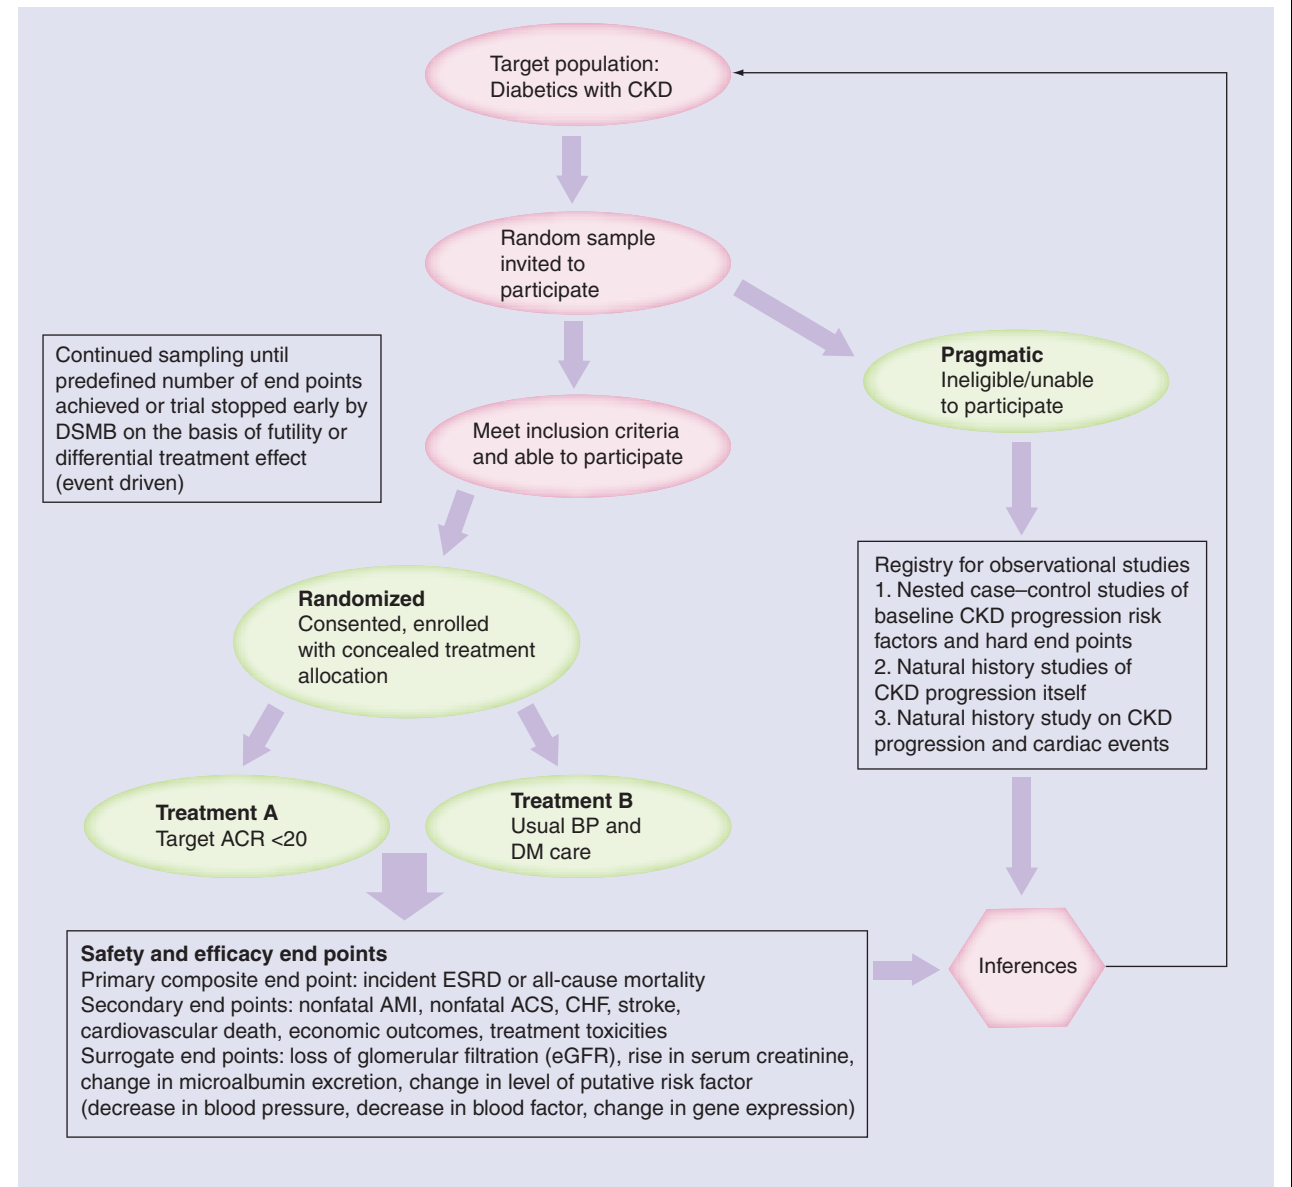 Target population:
Diabetics with CKD
Random sample
invited to
participate
Continued sampling until
predefined number of end points
achieved or trial stopped early by
DSMB on the basis of futility or
differential treatment effect
(event driven)
Pragmatic
Ineligible/unable
to participate
Meet inclusion criteria
and able to participate
Randomized
Consented, enrolled
with concealed treatment
allocation
Registry for observational studies
1. Nested case–control studies of
baseline CKD progression risk
factors and hard end points
2. Natural history studies of
CKD progression itself
3. Natural history study on CKD
progression and cardiac events
Treatment A
Target ACR <20
Treatment B
Usual BP and
DM care
Safety and efficacy end points
Primary composite end point: incident ESRD or all-cause mortality
Secondary end points: nonfatal AMI, nonfatal ACS, CHF, stroke,
cardiovascular death, economic outcomes, treatment toxicities
Surrogate end points: loss of glomerular filtration (eGFR), rise in serum creatinine,
change in microalbumin excretion, change in level of putative risk factor
(decrease in blood pressure, decrease in blood factor, change in gene expression)
Inferences